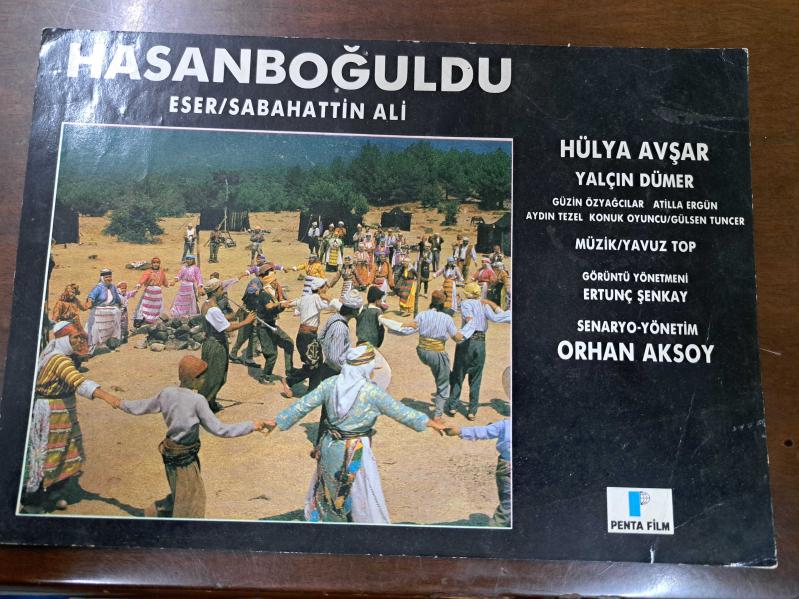 HASANBOĞULDU
ESER/SABAHATTİN ALİ
HÜLYA AVŞAR
YALÇIN DÜMER
GÜZİN ÖZYAĞCILAR ATİLLA ERGÜN
AYDIN TEZEL KONUK OYUNCU/GÜLSEN TUNCER
MÜZİK/YAVUZ TOP
GÖRÜNTÜ YÖNETMENİ
ERTUNÇ ŞENKAY
SENARYO-YÖNETİM
ORHAN AKSOY
PENTA FİLM